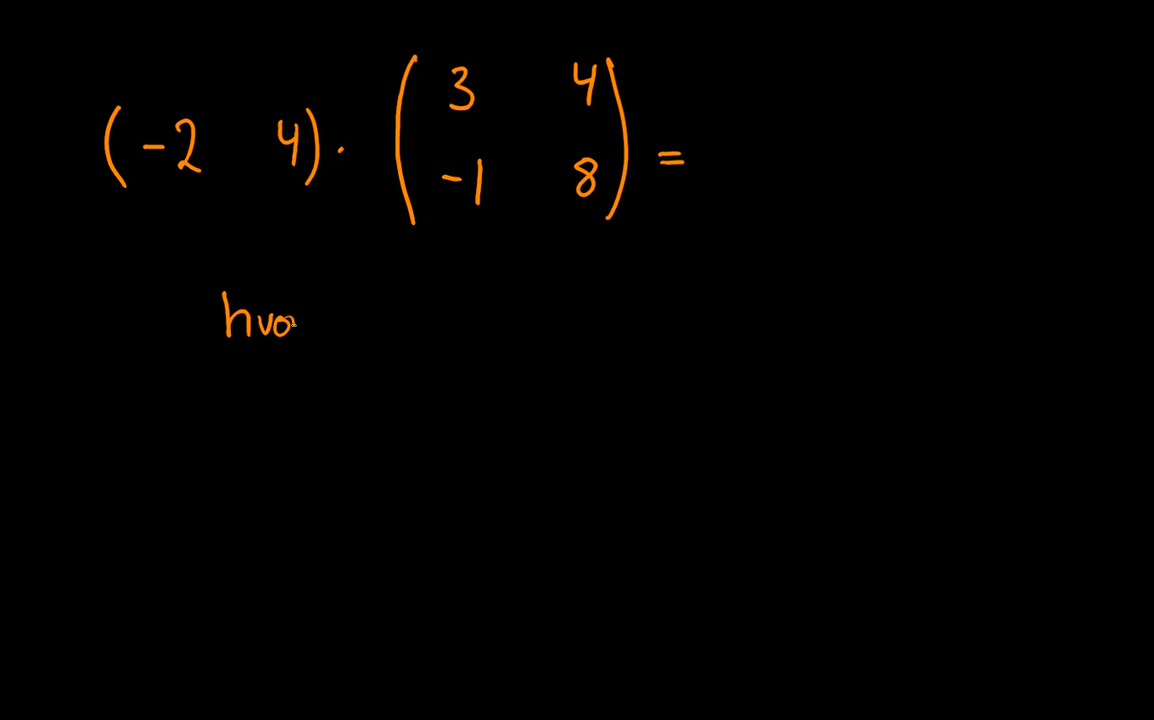 (-2 4) · (3 4
-1 8) =
hvo